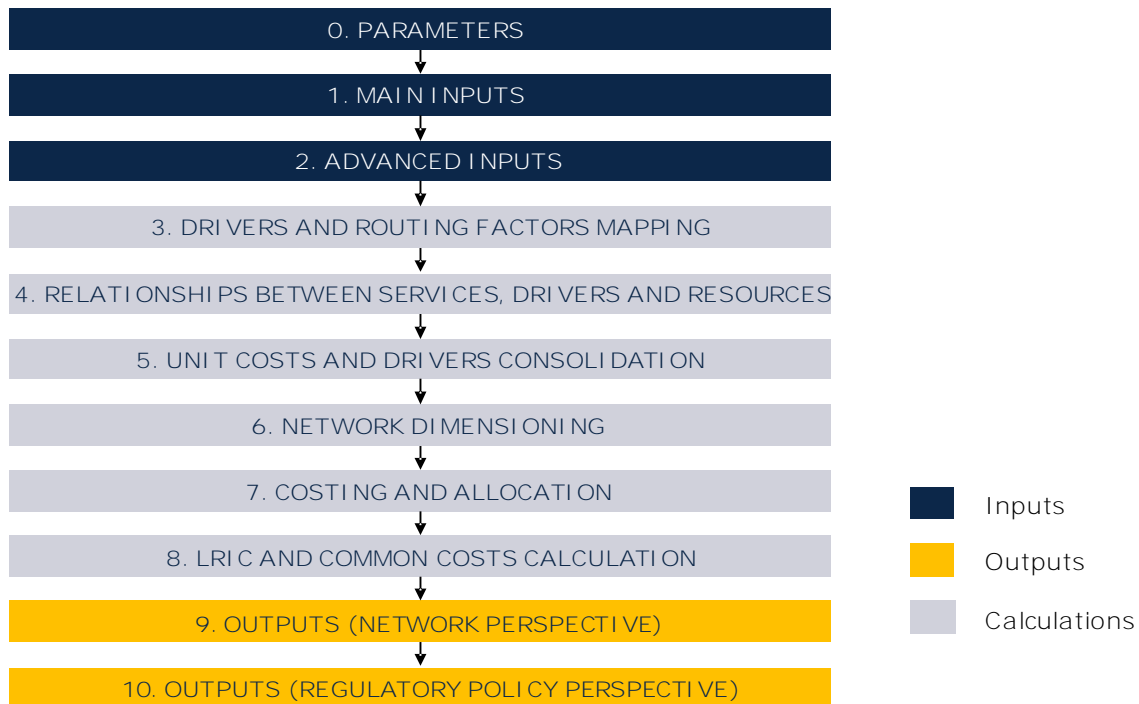 0. PARAMETERS
1. MAIN INPUTS
2. ADVANCED INPUTS
3. DRIVERS AND ROUTING FACTORS MAPPING
4. RELATIONSHIPS BETWEEN SERVICES, DRIVERS AND RESOURCES
5. UNIT COSTS AND DRIVERS CONSOLIDATION
6. NETWORK DIMENSIONING
7. COSTING AND ALLOCATION
8. LRIC AND COMMON COSTS CALCULATION
9. OUTPUTS (NETWORK PERSPECTIVE)
10. OUTPUTS (REGULATORY POLICY PERSPECTIVE)
Inputs
Outputs
Calculations